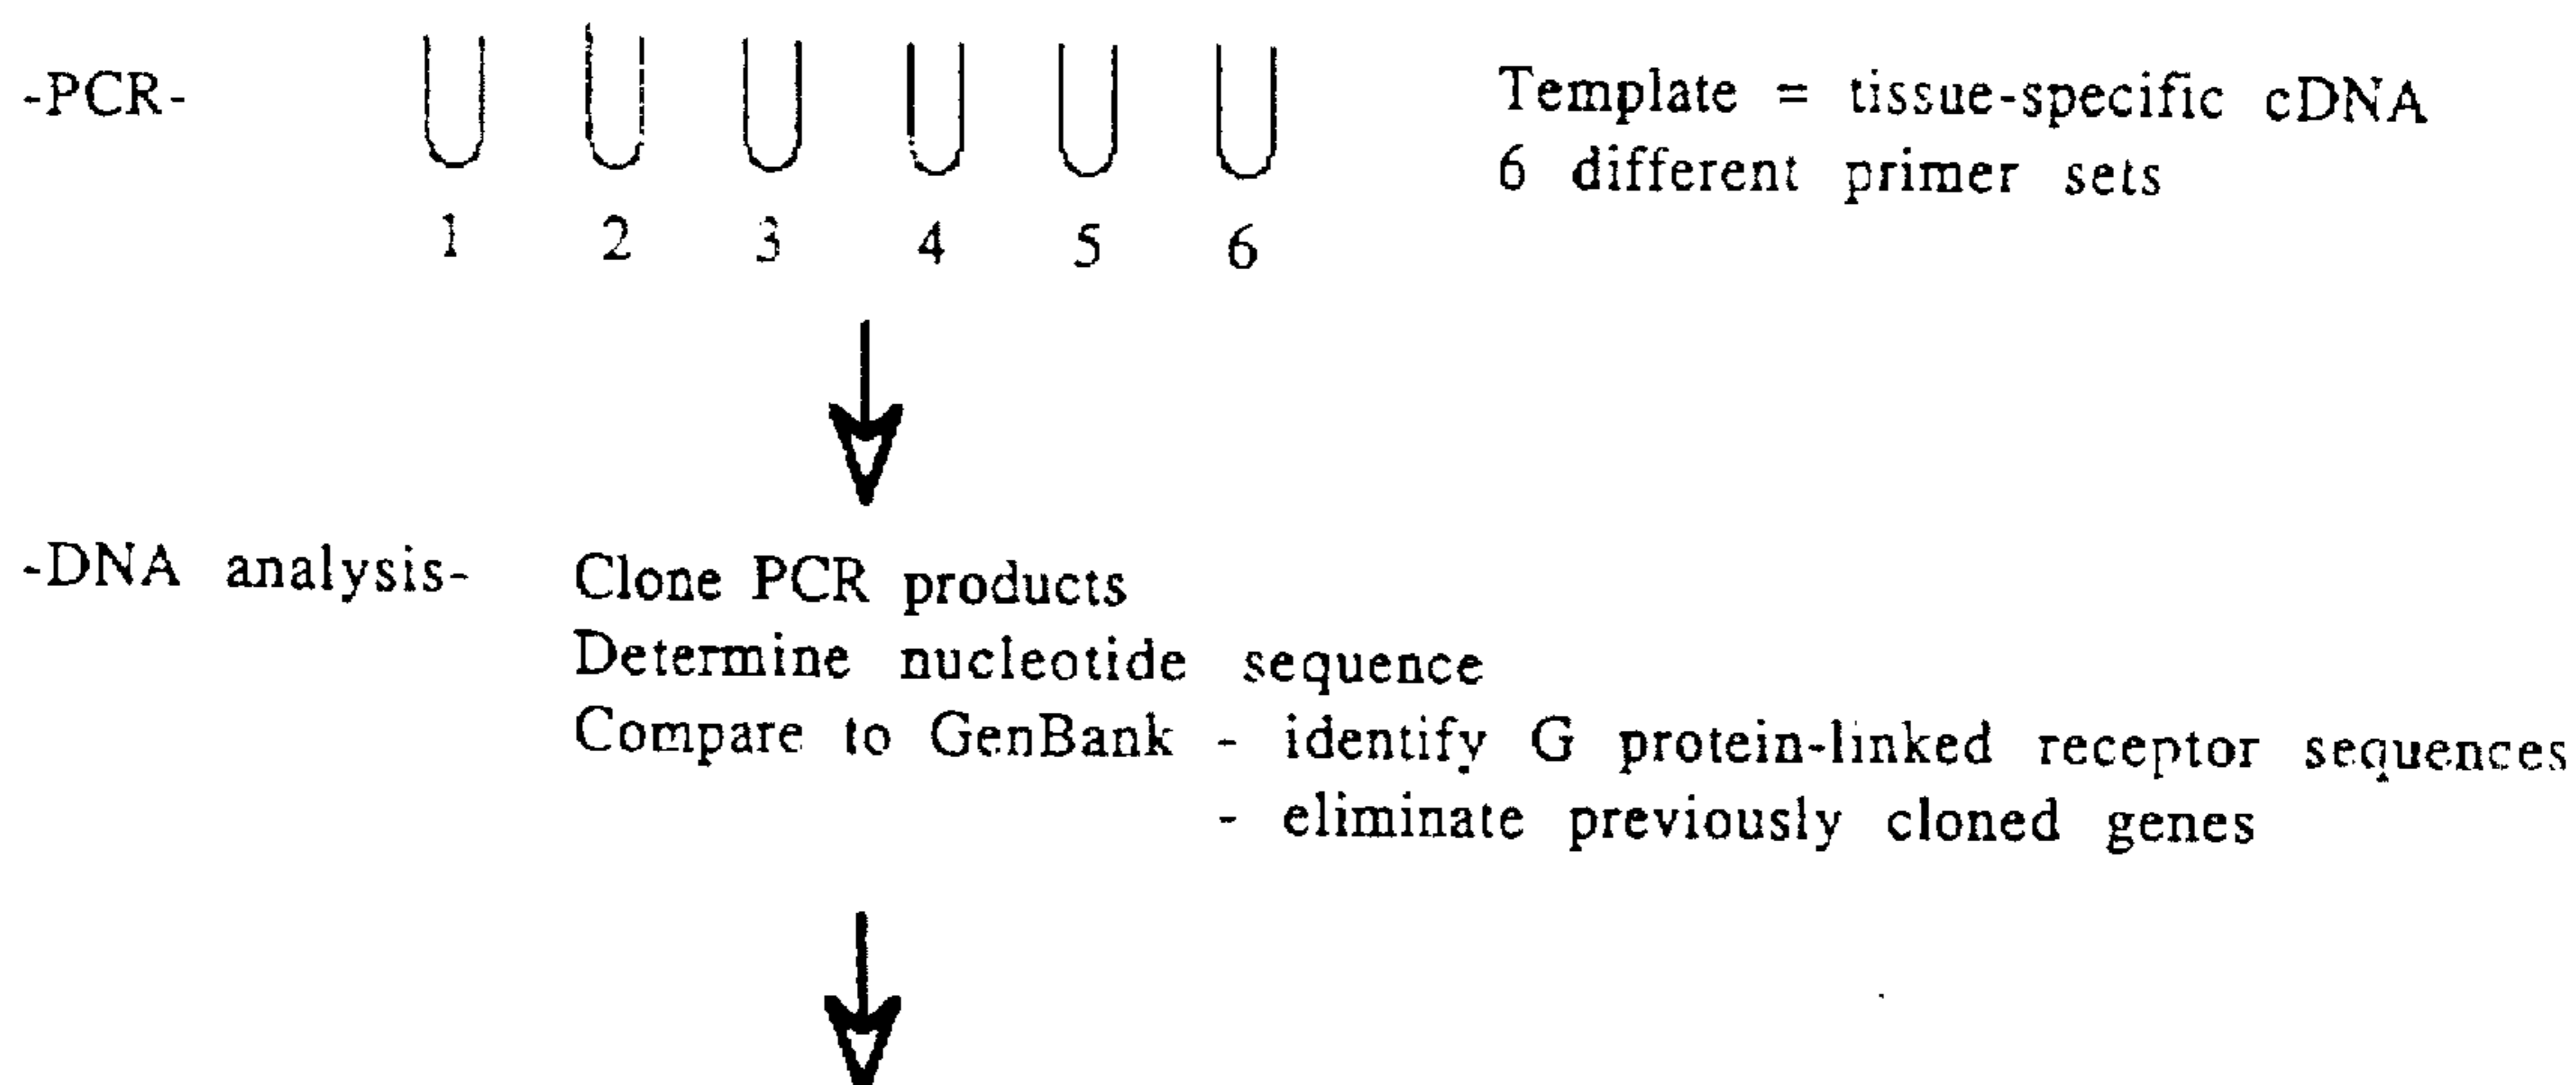 -PCR-
Template = tissue-specific cDNA
6 different primer sets
1 2 3 4 5 6
-DNA analysis- Clone PCR products
Determine nucleotide sequence
Compare to GenBank - identify G protein-linked receptor sequences
- eliminate previously cloned genes